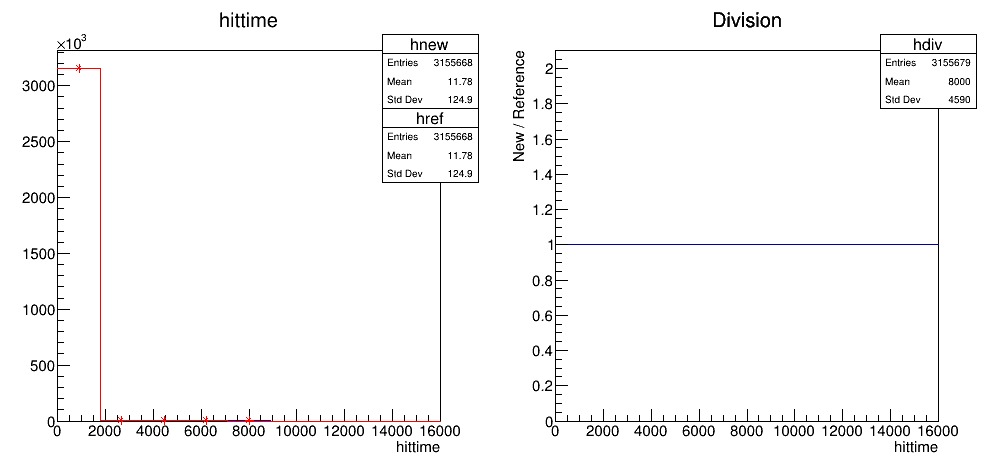 hittime
×10³
3000
2500
2000
1500
1000
500
0
0 2000 4000 6000 8000 10000 12000 14000 16000
hittime
hnew
Entries 3155668
Mean 11.78
Std Dev 124.9
href
Entries 3155668
Mean 11.78
Std Dev 124.9
Division
New / Reference
2
1.8
1.6
1.4
1.2
1
0.8
0.6
0.4
0.2
0
0 2000 4000 6000 8000 10000 12000 14000 16000
hittime
hdiv
Entries 3155679
Mean 8000
Std Dev 4590